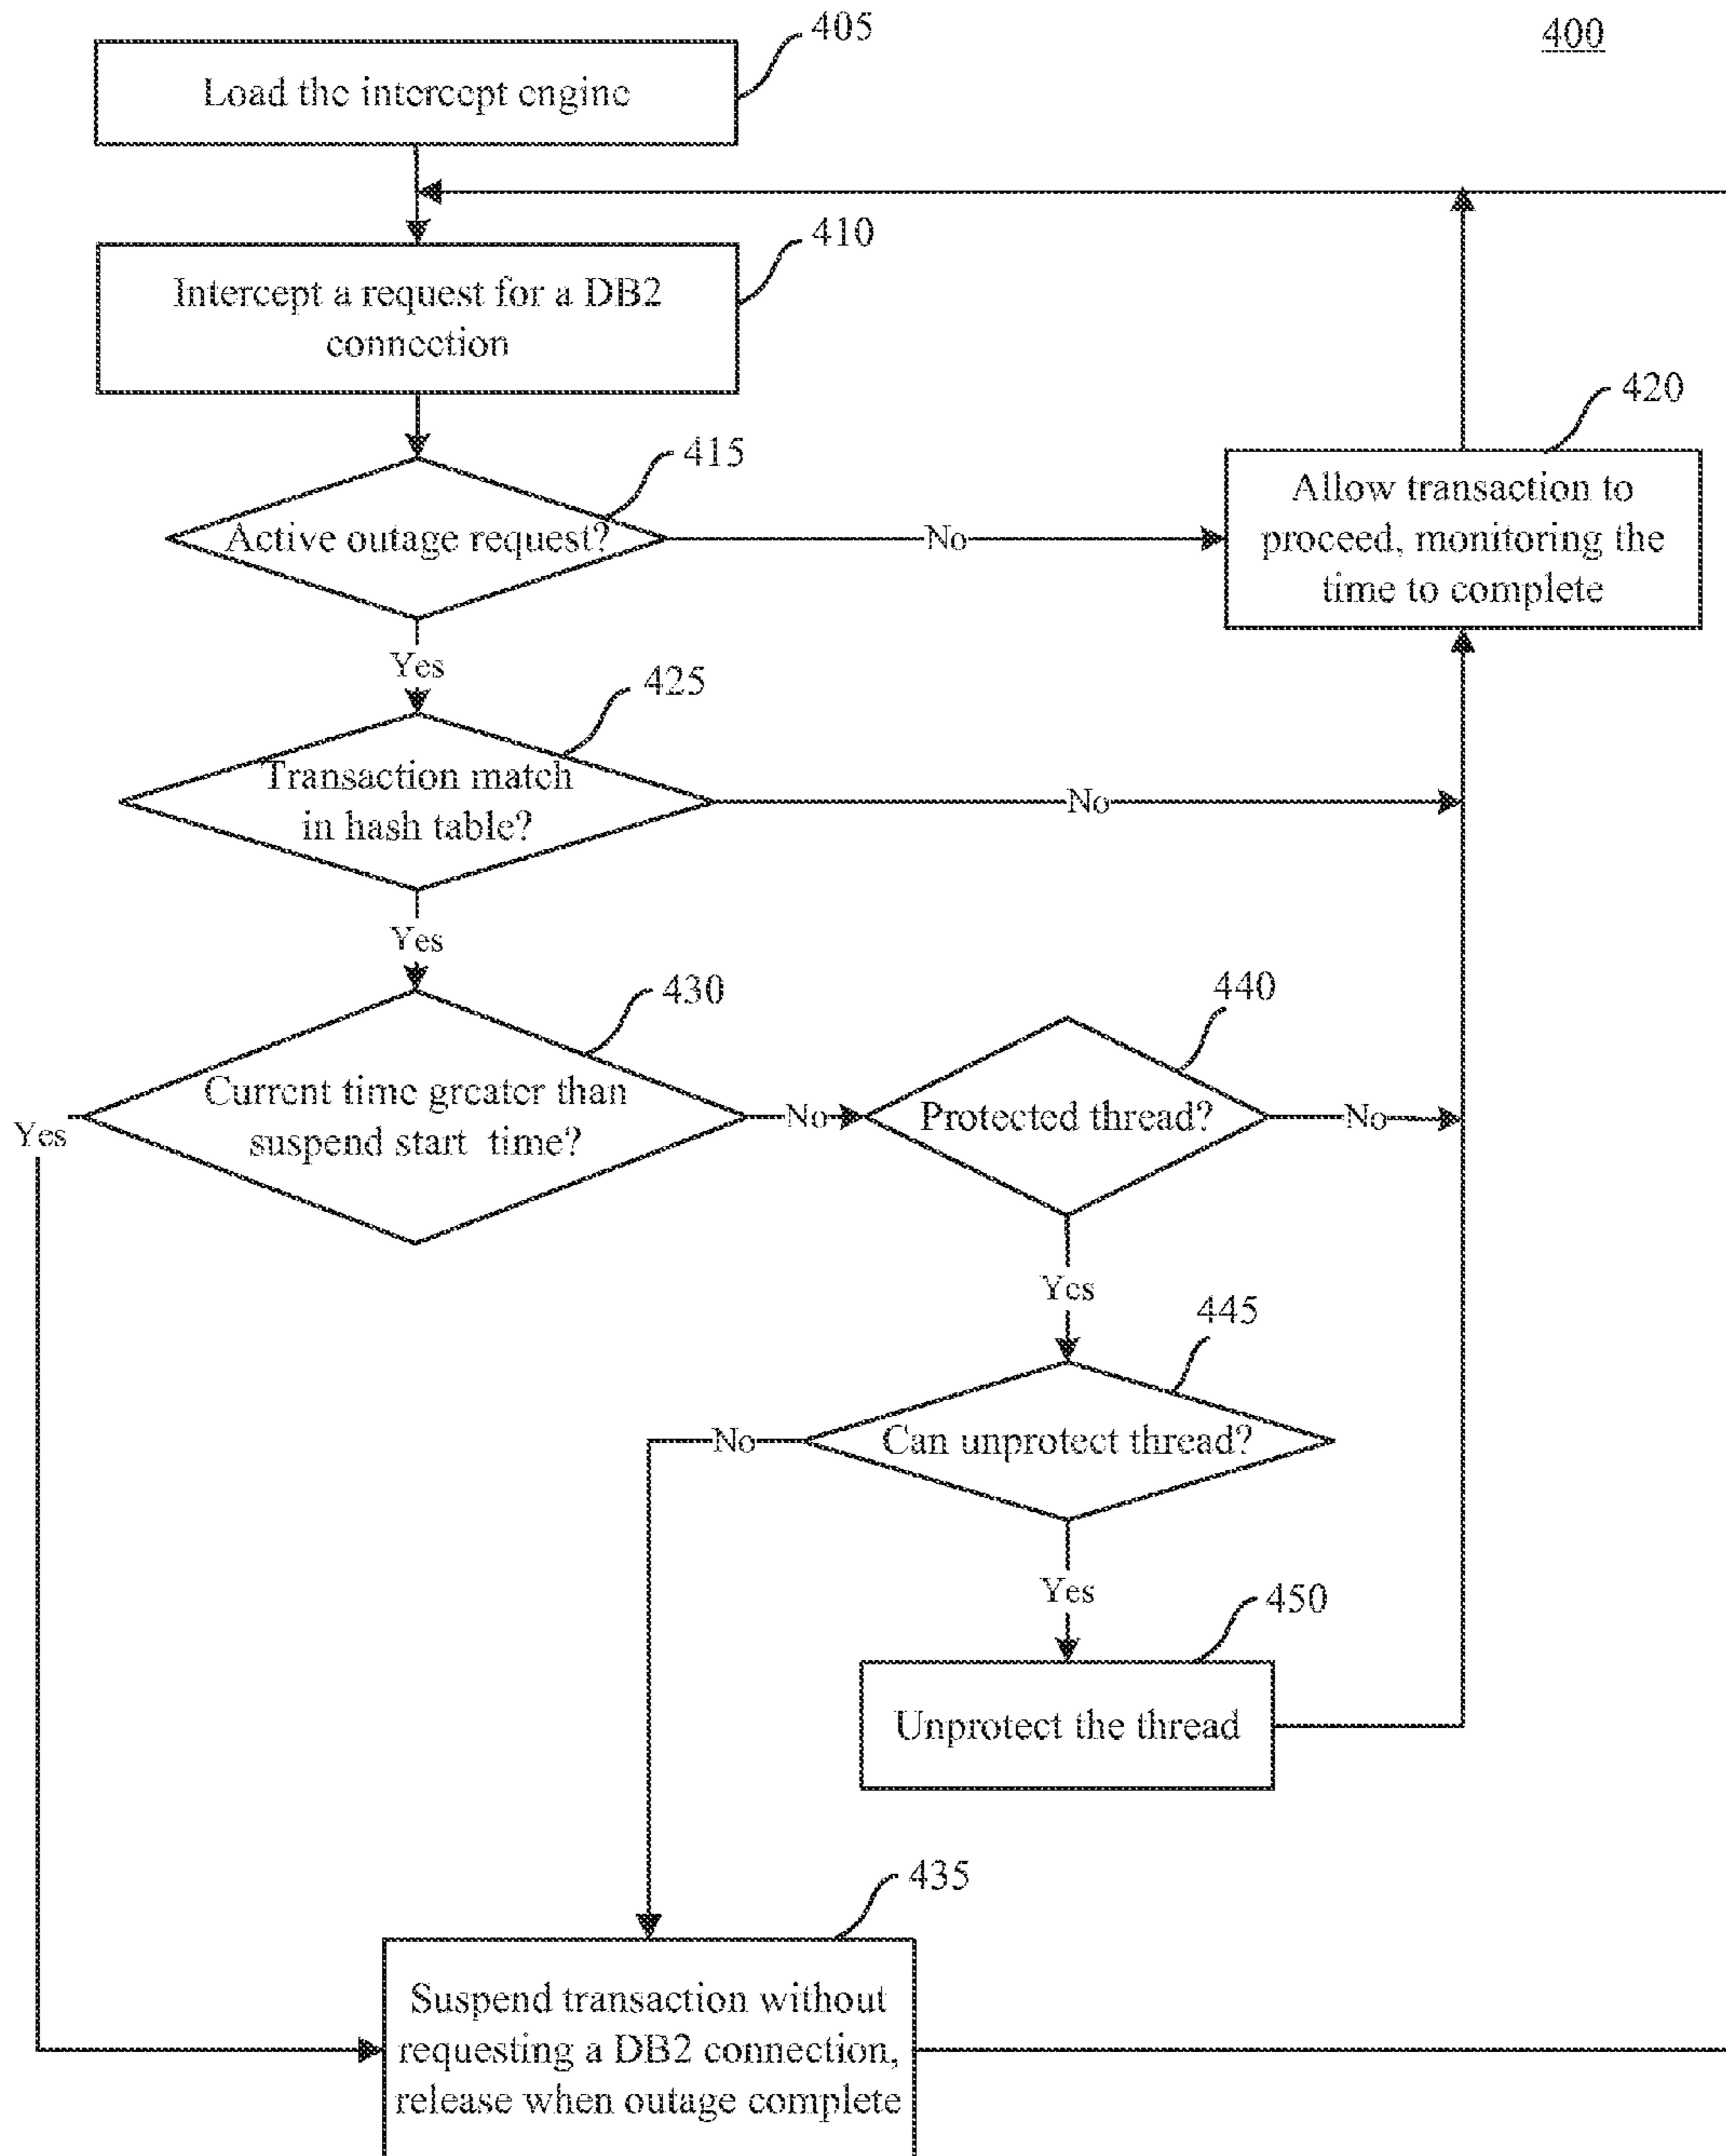 400
405
Load the intercept engine
410
Intercept a request for a DB2
connection
420
Allow transaction to
proceed, monitoring the
time to complete
415
Active outage request?
No
Yes
425
Transaction match
in hash table?
No
Yes
430
Current time greater than
suspend start time?
Yes
No
440
Protected thread?
No
Yes
445
Can unprotect thread?
No
Yes
450
Unprotect the thread
435
Suspend transaction without
requesting a DB2 connection,
release when outage complete